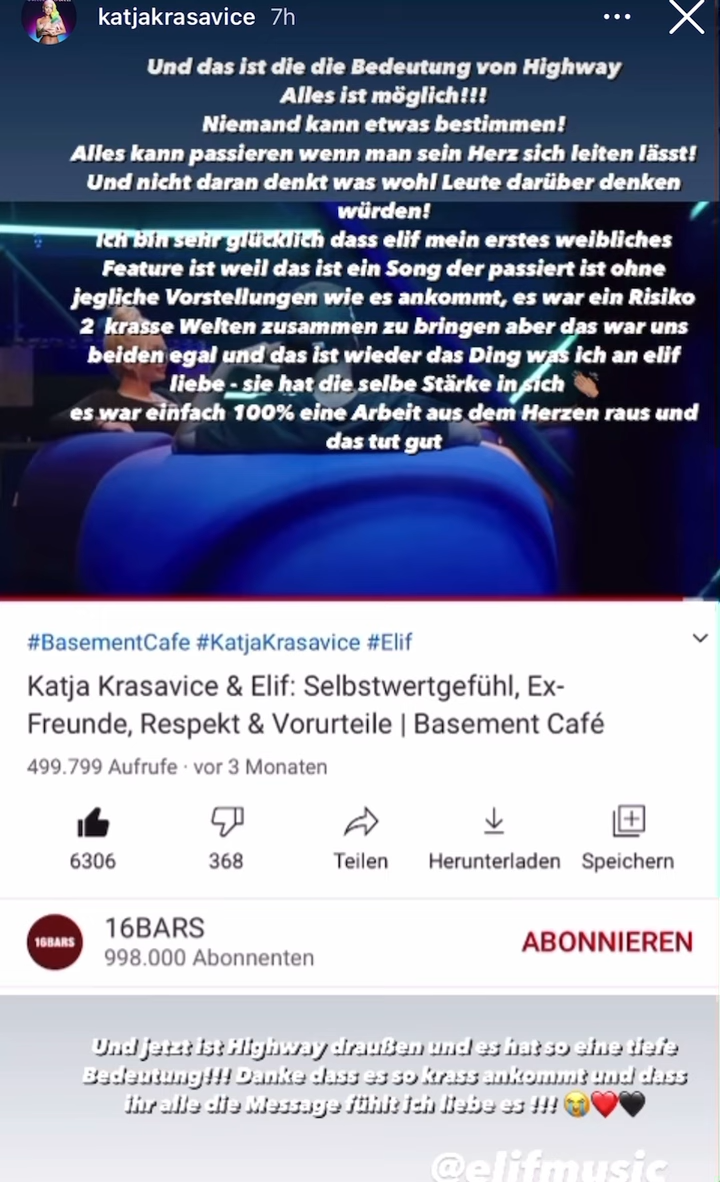 katjakrasavice 7h
Und das ist die die Bedeutung von Highway
Alles ist möglich!!!
Niemand kann etwas bestimmen!
Alles kann passieren wenn man sein Herz sich leiten lässt!
Und nicht daran denkt was wohl Leute darüber denken
würden!
Ich bin sehr glücklich dass elif mein erstes weibliches
Feature ist weil das ist ein Song der passiert ist ohne
jegliche Vorstellungen wie es ankommt, es war ein Risiko
2 krasse Welten zusammen zu bringen aber das war uns
beiden egal und das ist wieder das Ding was ich an elif
liebe - sie hat die selbe Stärke in sich 👏🏽
es war einfach 100% eine Arbeit aus dem Herzen raus und
das tut gut
#BasementCafe #KatjaKrasavice #Elif
Katja Krasavice & Elif: Selbstwertgefühl, Ex-
Freunde, Respekt & Vorurteile | Basement Café
499.799 Aufrufe · vor 3 Monaten
6306 368 Teilen Herunterladen Speichern
16BARS
16BARS
998.000 Abonnenten
ABONNIEREN
Und jetzt ist Highway draußen und es hat so eine tiefe
Bedeutung!!! Danke dass es so krass ankommt und dass
ihr alle die Message fühlt ich liebe es !!! 😭❤️🖤
@elifmusic